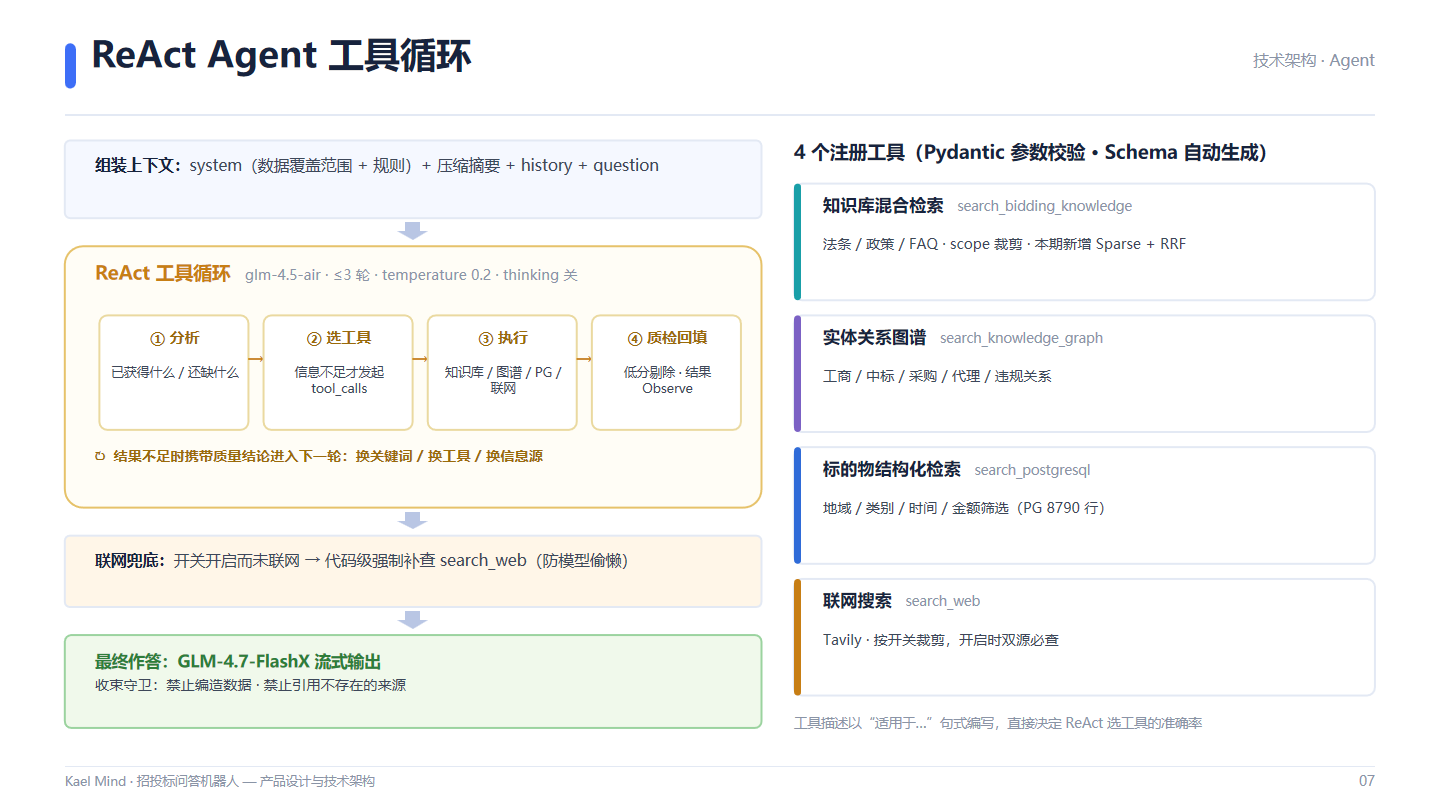 ReAct Agent 工具循环
技术架构 · Agent
组装上下文：system（数据覆盖范围 + 规则）+ 压缩摘要 + history + question
ReAct 工具循环 glm-4.5-air · ≤3 轮 · temperature 0.2 · thinking 关
① 分析
已获得什么 / 还缺什么
→
② 选工具
信息不足才发起
tool_calls
→
③ 执行
知识库 / 图谱 / PG /
联网
→
④ 质检回填
低分剔除 · 结果
Observe
↻ 结果不足时携带质量结论进入下一轮：换关键词 / 换工具 / 换信息源
联网兜底：开关开启而未联网 → 代码级强制补查 search_web（防模型偷懒）
最终作答：GLM-4.7-FlashX 流式输出
收束守卫：禁止编造数据 · 禁止引用不存在的来源
4 个注册工具（Pydantic 参数校验 • Schema 自动生成）
知识库混合检索 search_bidding_knowledge
法条 / 政策 / FAQ · scope 裁剪 · 本期新增 Sparse + RRF
实体关系图谱 search_knowledge_graph
工商 / 中标 / 采购 / 代理 / 违规关系
标的物结构化检索 search_postgresql
地域 / 类别 / 时间 / 金额筛选（PG 8790 行）
联网搜索 search_web
Tavily · 按开关裁剪，开启时双源必查
工具描述以“适用于…”句式编写，直接决定 ReAct 选工具的准确率
Kael Mind · 招投标问答机器人 — 产品设计与技术架构
07